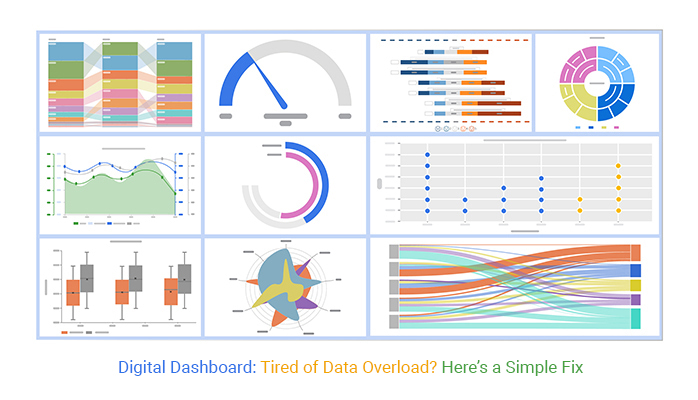 Digital Dashboard: Tired of Data Overload? Here's a Simple Fix